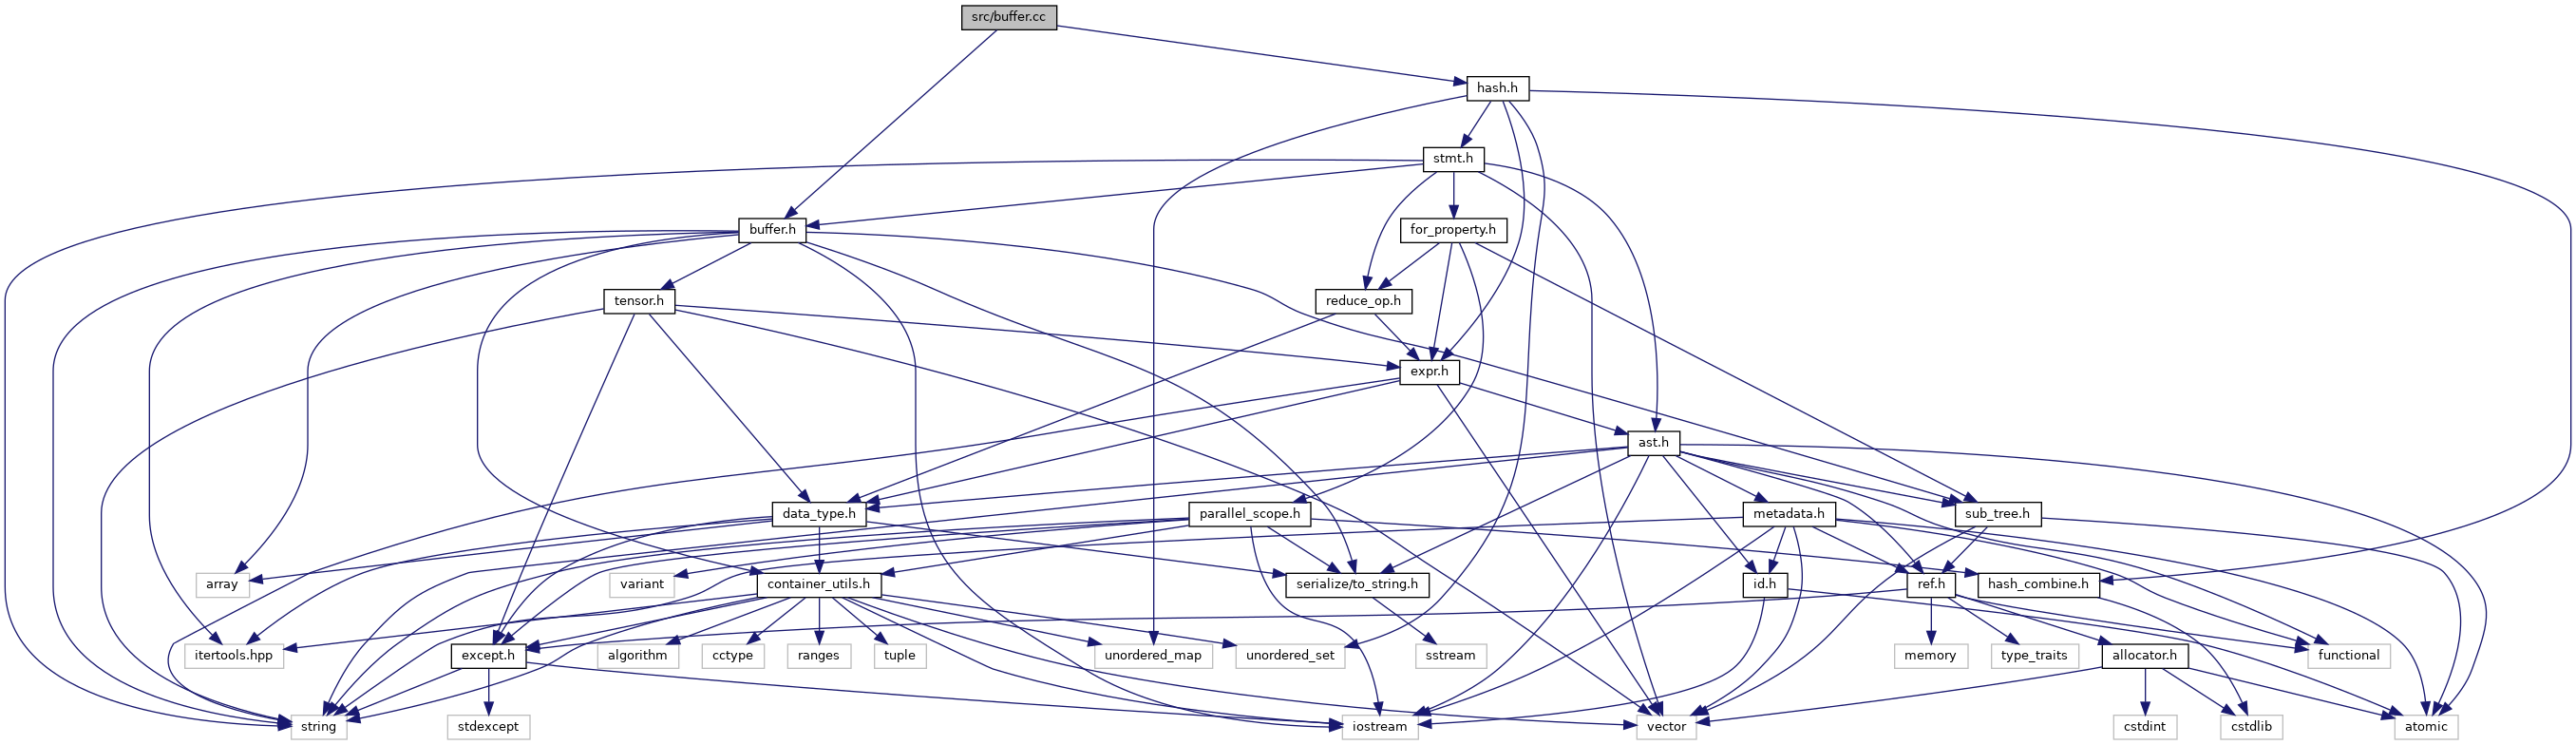 src/buffer.cc
hash.h
stmt.h
buffer.h
for_property.h
tensor.h
reduce_op.h
expr.h
ast.h
data_type.h
parallel_scope.h
metadata.h
sub_tree.h
array
variant
container_utils.h
serialize/to_string.h
id.h
ref.h
hash_combine.h
itertools.hpp
except.h
algorithm
cctype
ranges
tuple
unordered_map
unordered_set
sstream
memory
type_traits
allocator.h
functional
string
stdexcept
iostream
vector
cstdint
cstdlib
atomic